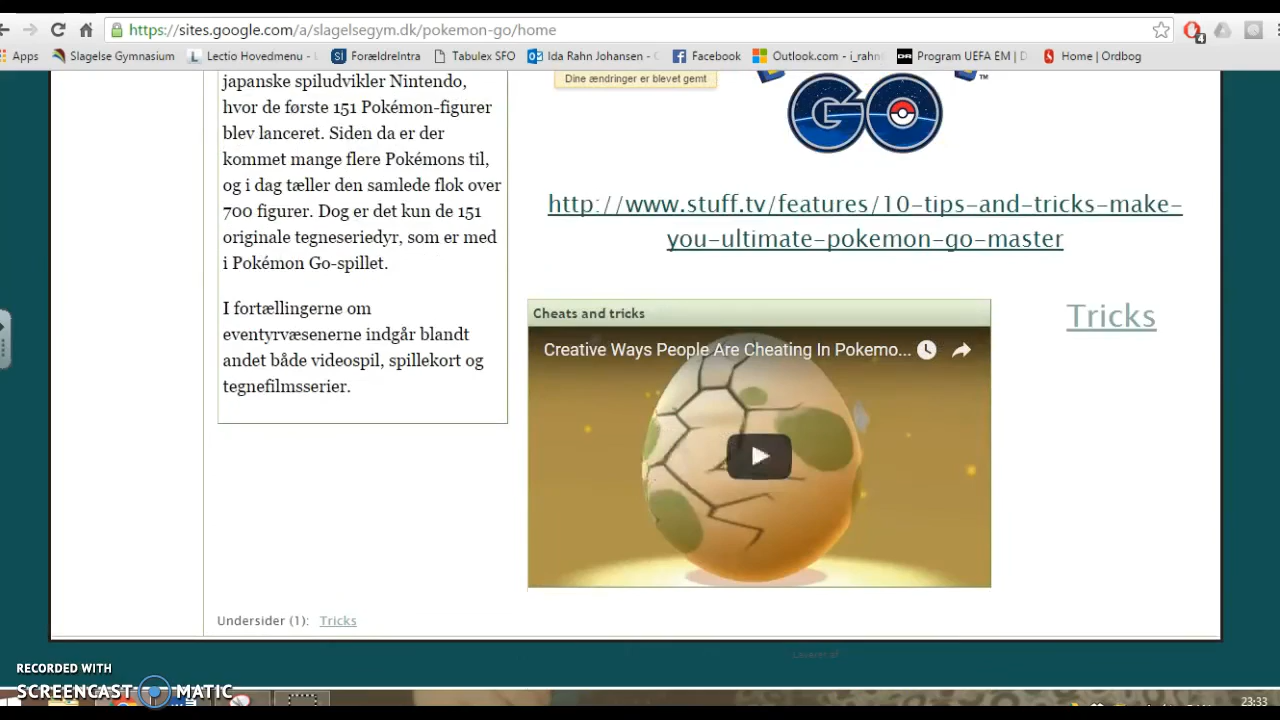 https://sites.google.com/a/slagelsegym.dk/pokemon-go/home
4
Apps Slagelse Gymnasium Lectio Hovedmenu - ForældreIntra Tabulex SFO Ida Rahn Johansen - Facebook Outlook.com - i_rahn Program UEFA EM | D Home | Ordbog
japanske spiludvikler Nintendo,
hvor de første 151 Pokémon-figurer
blev lanceret. Siden da er der
kommet mange flere Pokémons til,
og i dag tæller den samlede flok over
700 figurer. Dog er det kun de 151
originale tegneseriedyr, som er med
i Pokémon Go-spillet.
I fortællingerne om
eventyrvæsenerne indgår blandt
andet både videospil, spillekort og
tegnefilmsserier.
Dine ændringer er blevet gemt
GO
TM
http://www.stuff.tv/features/10-tips-and-tricks-make-
you-ultimate-pokemon-go-master
Cheats and tricks
Creative Ways People Are Cheating In Pokemo...
Tricks
Undersider (1): Tricks
Laveret af
RECORDED WITH
SCREENCAST MATIC
23:33